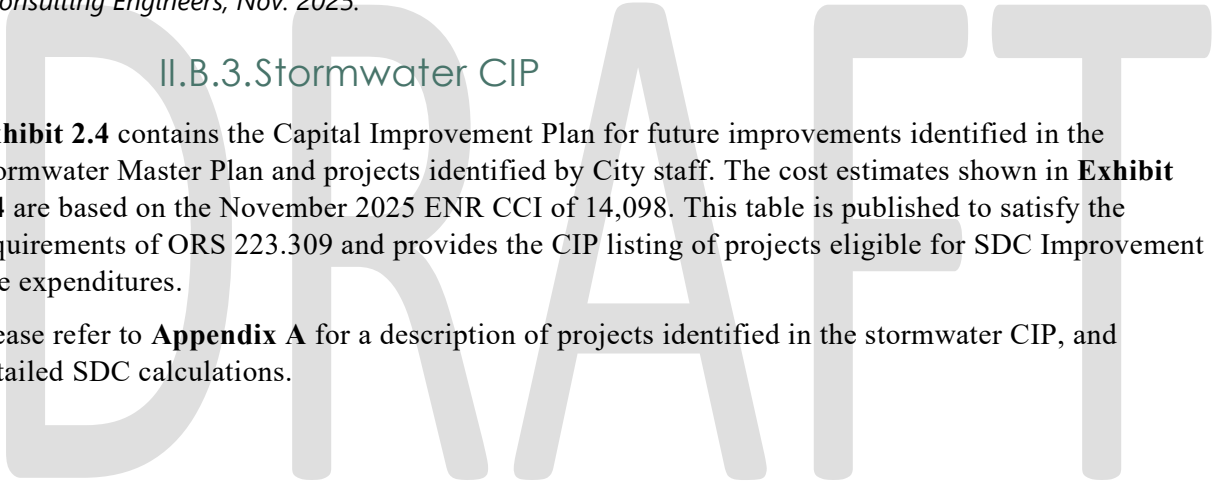 onsulting Engineers, Nov. 2025.
II.B.3.Stormwater CIP
hibit 2.4 contains the Capital Improvement Plan for future improvements identified in the
ormwater Master Plan and projects identified by City staff. The cost estimates shown in Exhibit
4 are based on the November 2025 ENR CCI of 14,098. This table is published to satisfy the
quirements of ORS 223.309 and provides the CIP listing of projects eligible for SDC Improvement
e expenditures.
ease refer to Appendix A for a description of projects identified in the stormwater CIP, and
tailed SDC calculations.
DRAFT